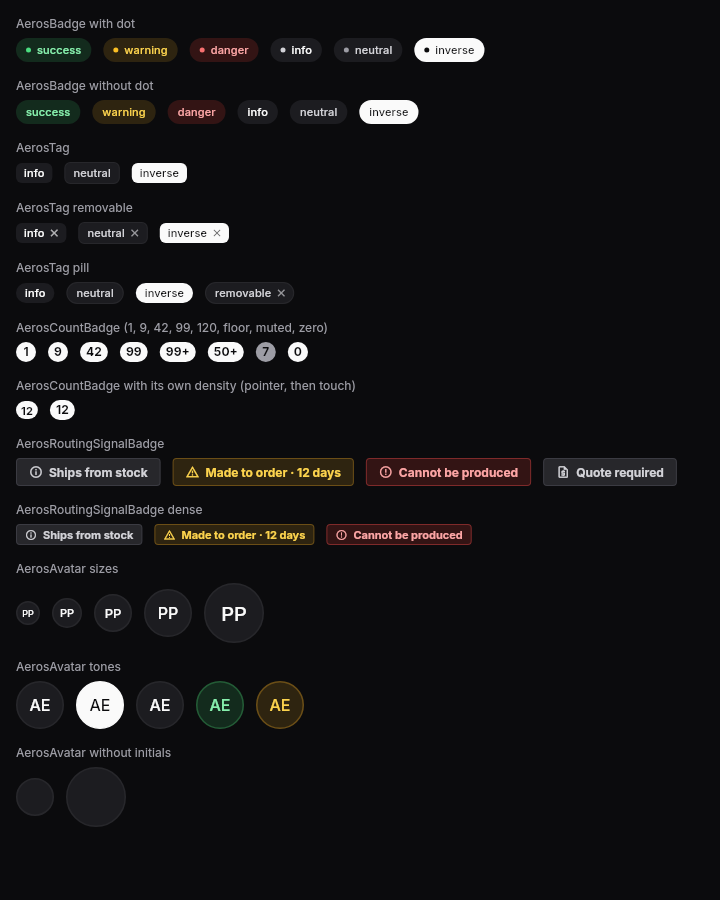 AerosBadge with dot
success warning danger info neutral inverse
AerosBadge without dot
success warning danger info neutral inverse
AerosTag
info neutral inverse
AerosTag removable
info neutral inverse
AerosTag pill
info neutral inverse removable
AerosCountBadge (1, 9, 42, 99, 120, floor, muted, zero)
1 9 42 99 99+ 50+ 7 0
AerosCountBadge with its own density (pointer, then touch)
12 12
AerosRoutingSignalBadge
Ships from stock Made to order · 12 days Cannot be produced Quote required
AerosRoutingSignalBadge dense
Ships from stock Made to order · 12 days Cannot be produced
AerosAvatar sizes
PP PP PP PP PP
AerosAvatar tones
AE AE AE AE AE
AerosAvatar without initials